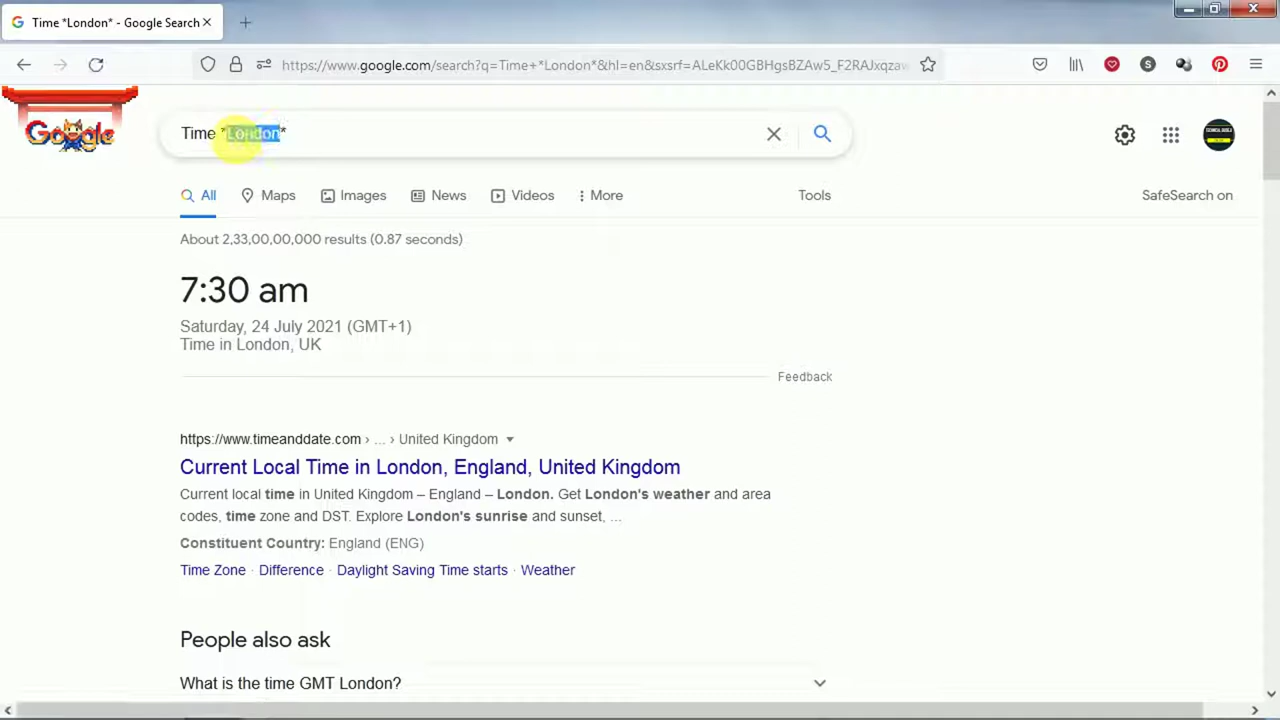 Time *London* - Google Search
https://www.google.com/search?q=Time+*London*&hl=en&sxsrf=ALeKk00GBHgsBZAw5_F2RAJxqzaw
Google
Time *London*
All
Maps
Images
News
Videos
More
Tools
SafeSearch on
About 2,33,00,00,000 results (0.87 seconds)
7:30 am
Saturday, 24 July 2021 (GMT+1)
Time in London, UK
Feedback
https://www.timeanddate.com › ... › United Kingdom
Current Local Time in London, England, United Kingdom
Current local time in United Kingdom – England – London. Get London's weather and area
codes, time zone and DST. Explore London's sunrise and sunset, ...
Constituent Country: England (ENG)
Time Zone · Difference · Daylight Saving Time starts · Weather
People also ask
What is the time GMT London?